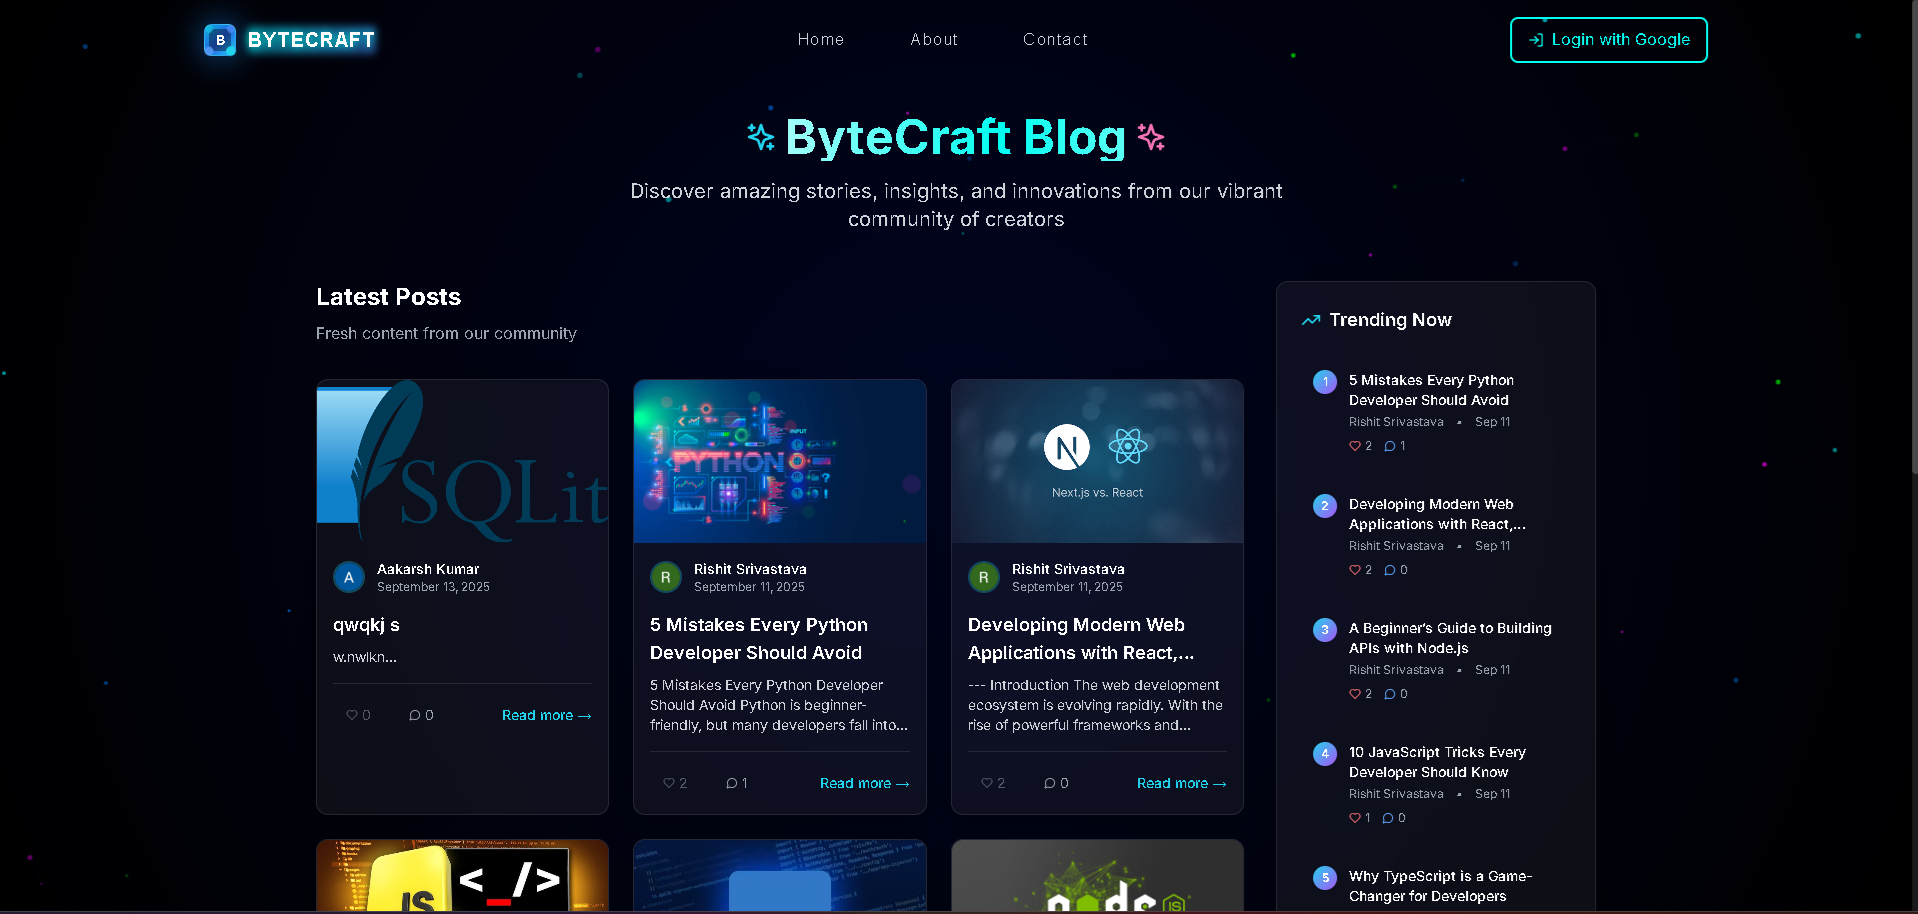 B BYTECRAFT
Home About Contact
Login with Google
ByteCraft Blog
Discover amazing stories, insights, and innovations from our vibrant
community of creators
Latest Posts
Fresh content from our community
SQLit
Aakarsh Kumar
A
September 13, 2025
qwqkj s
w.nwlkn...
0 0 Read more →
INPUT
PYTHON
Rishit Srivastava
R
September 11, 2025
5 Mistakes Every Python
Developer Should Avoid
5 Mistakes Every Python Developer
Should Avoid Python is beginner-
friendly, but many developers fall into...
2 1 Read more →
N
Next.js vs. React
Rishit Srivastava
R
September 11, 2025
Developing Modern Web
Applications with React,...
--- Introduction The web development
ecosystem is evolving rapidly. With the
rise of powerful frameworks and...
2 0 Read more →
JS
<_/>
node
JS
Trending Now
1 5 Mistakes Every Python
Developer Should Avoid
Rishit Srivastava • Sep 11
2 1
2 Developing Modern Web
Applications with React,...
Rishit Srivastava • Sep 11
2 0
3 A Beginner's Guide to Building
APIs with Node.js
Rishit Srivastava • Sep 11
2 0
4 10 JavaScript Tricks Every
Developer Should Know
Rishit Srivastava • Sep 11
1 0
5 Why TypeScript is a Game-
Changer for Developers